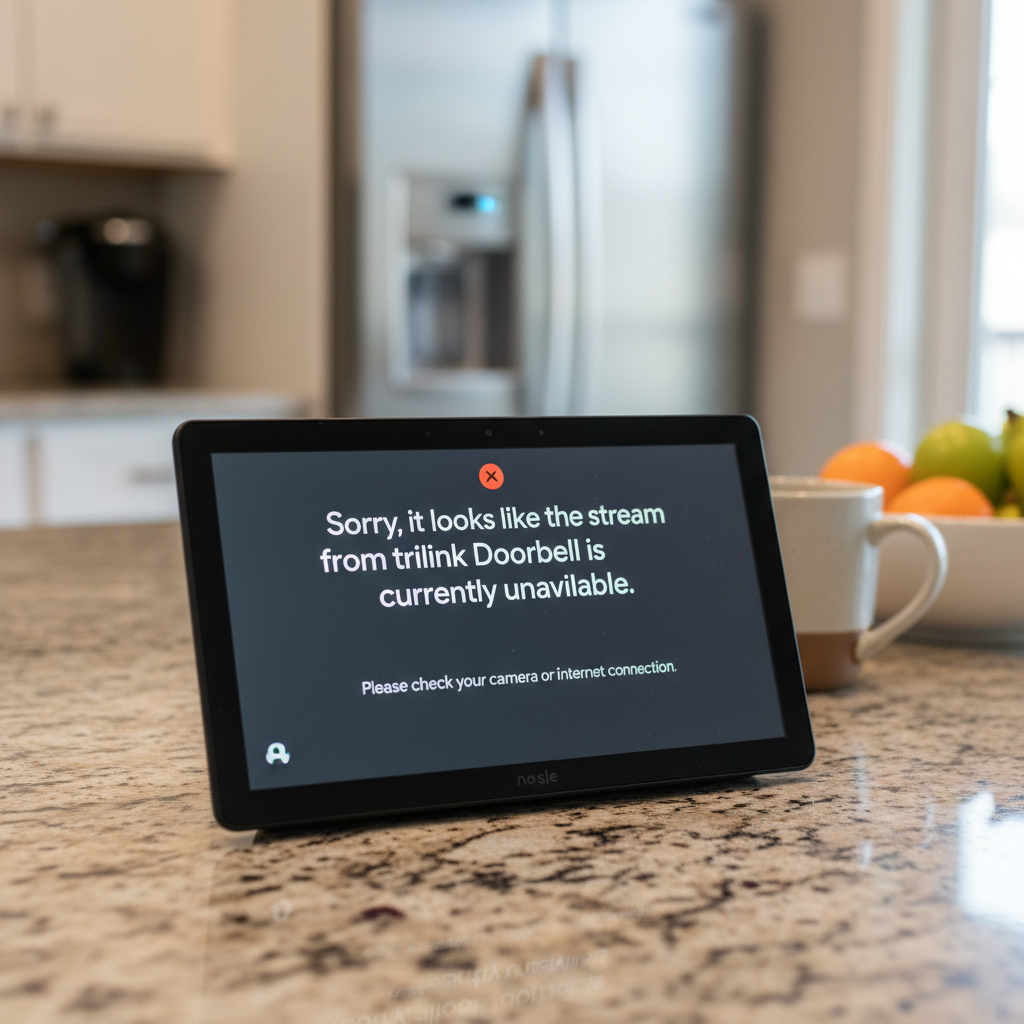 Sorry, it looks like the stream
from trilink Doorbell is
currently unavilable.
Please check your camera or internet connection.
nosle